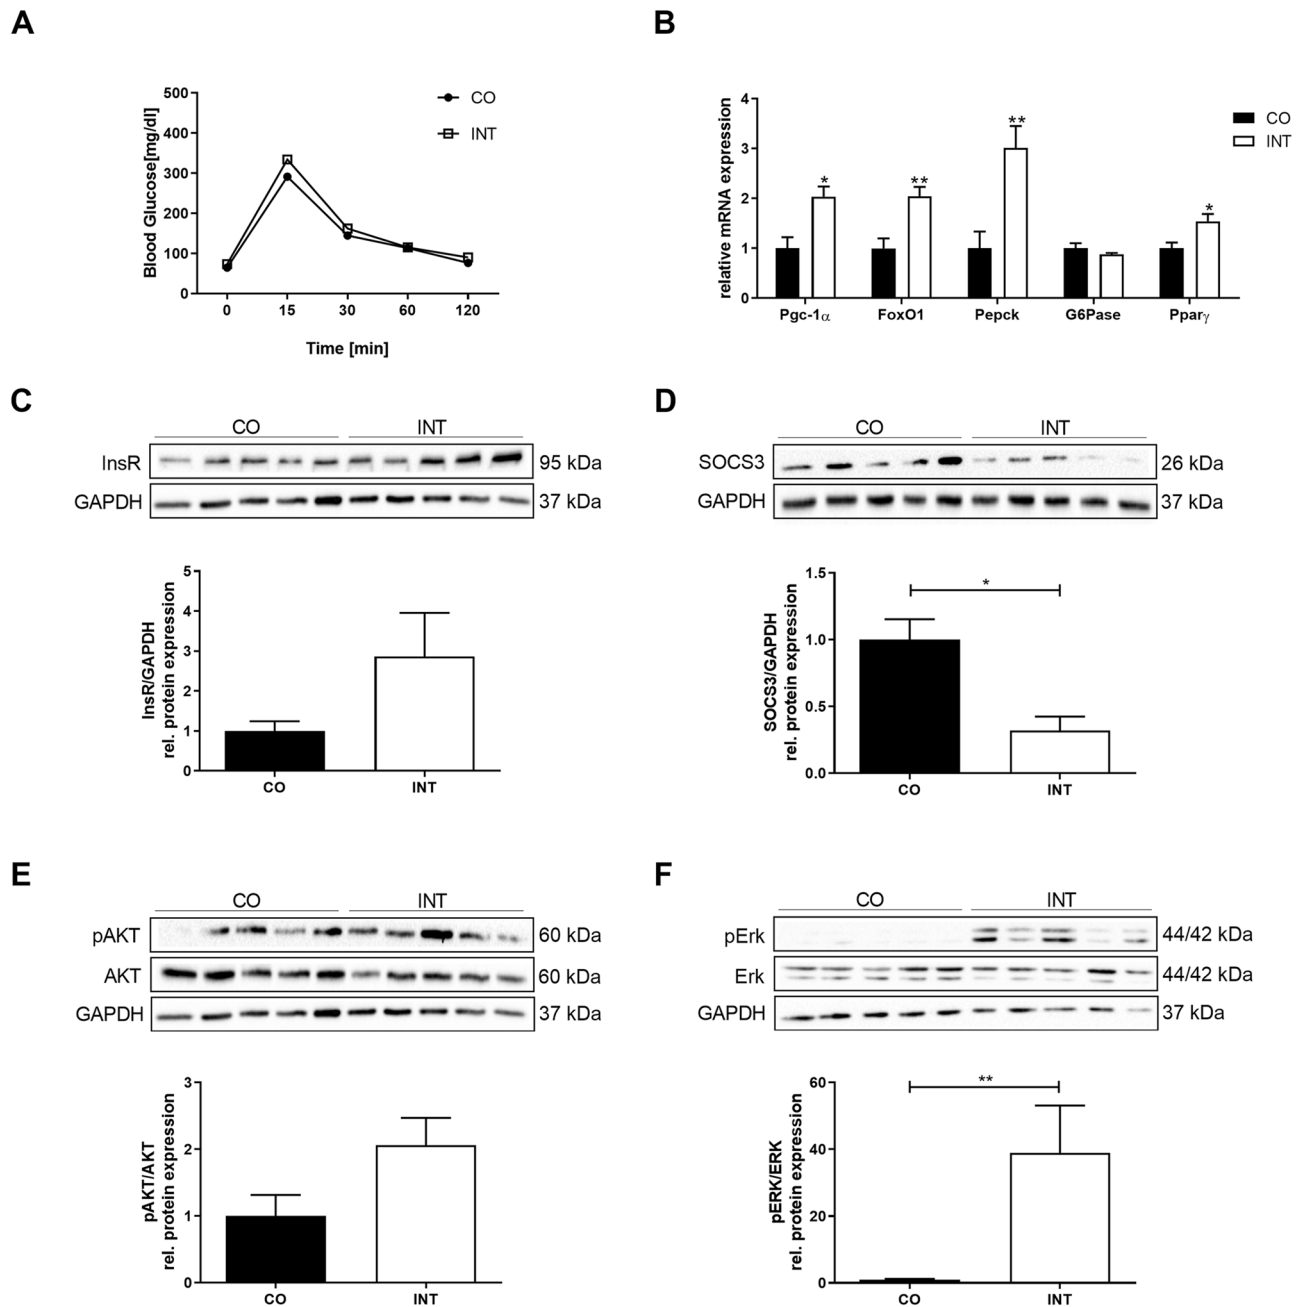 A
Blood Glucose[mg/dl]
500
400
300
200
100
0
0 15 30 60 120
Time [min]
CO
INT
B
relative mRNA expression
4
3
2
1
0
* ** ** *
Pgc-1α FoxO1 Pepck G6Pase Pparγ
CO
INT
C
CO INT
InsR 95 kDa
GAPDH 37 kDa
InsR/GAPDH
rel. protein expression
5
4
3
2
1
0
CO INT
D
CO INT
SOCS3 26 kDa
GAPDH 37 kDa
SOCS3/GAPDH
rel. protein expression
1.5
1.0
0.5
0.0
*
CO INT
E
CO INT
pAKT 60 kDa
AKT 60 kDa
GAPDH 37 kDa
pAKT/AKT
rel. protein expression
3
2
1
0
CO INT
F
CO INT
pErk 44/42 kDa
Erk 44/42 kDa
GAPDH 37 kDa
pERK/ERK
rel. protein expression
60
40
20
0
**
CO INT